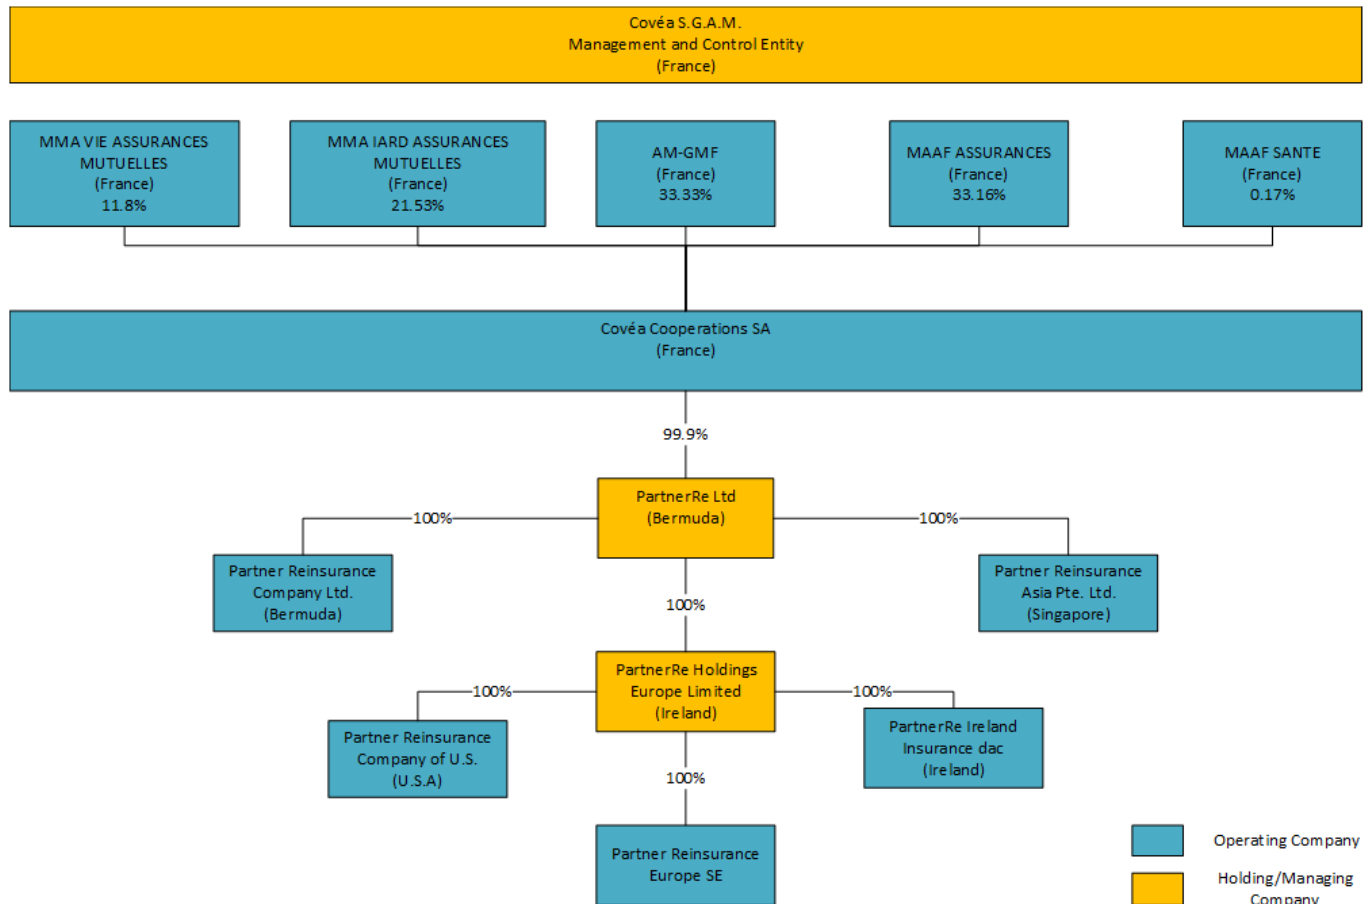 Covéa S.G.A.M.
Management and Control Entity
(France)
MMA VIE ASSURANCES
MUTUELLES
(France)
11.8%
MMA IARD ASSURANCES
MUTUELLES
(France)
21.53%
AM-GMF
(France)
33.33%
MAAF ASSURANCES
(France)
33.16%
MAAF SANTE
(France)
0.17%
Covéa Cooperations SA
(France)
99.9%
PartnerRe Ltd
(Bermuda)
100%
100%
Partner Reinsurance
Company Ltd.
(Bermuda)
Partner Reinsurance
Asia Pte. Ltd.
(Singapore)
100%
PartnerRe Holdings
Europe Limited
(Ireland)
100%
100%
Partner Reinsurance
Company of U.S.
(U.S.A)
PartnerRe Ireland
Insurance dac
(Ireland)
100%
Partner Reinsurance
Europe SE
Operating Company
Holding/Managing
Company